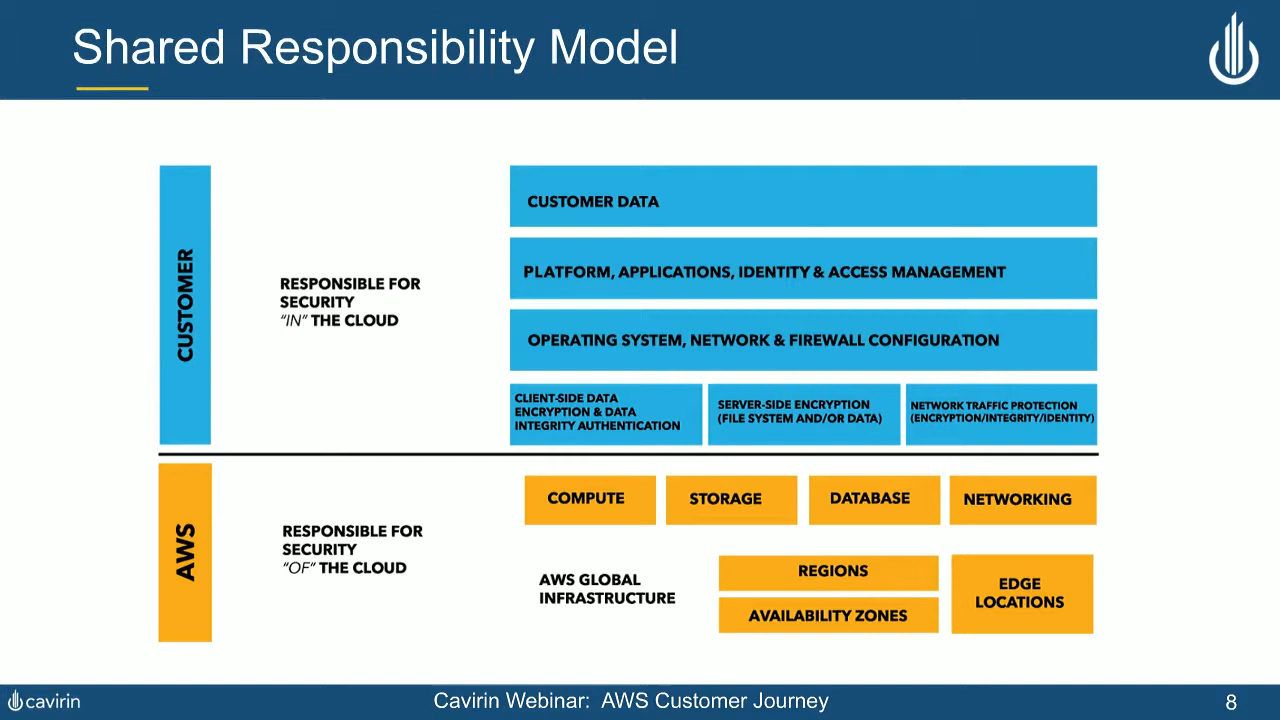 Shared Responsibility Model
CUSTOMER
RESPONSIBLE FOR
SECURITY
“IN” THE CLOUD
CUSTOMER DATA
PLATFORM, APPLICATIONS, IDENTITY & ACCESS MANAGEMENT
OPERATING SYSTEM, NETWORK & FIREWALL CONFIGURATION
CLIENT-SIDE DATA
ENCRYPTION & DATA
INTEGRITY AUTHENTICATION
SERVER-SIDE ENCRYPTION
(FILE SYSTEM AND/OR DATA)
NETWORK TRAFFIC PROTECTION
(ENCRYPTION/INTEGRITY/IDENTITY)
AWS
RESPONSIBLE FOR
SECURITY
“OF” THE CLOUD
COMPUTE
STORAGE
DATABASE
NETWORKING
AWS GLOBAL
INFRASTRUCTURE
REGIONS
AVAILABILITY ZONES
EDGE
LOCATIONS
cavirin
Cavirin Webinar: AWS Customer Journey
8